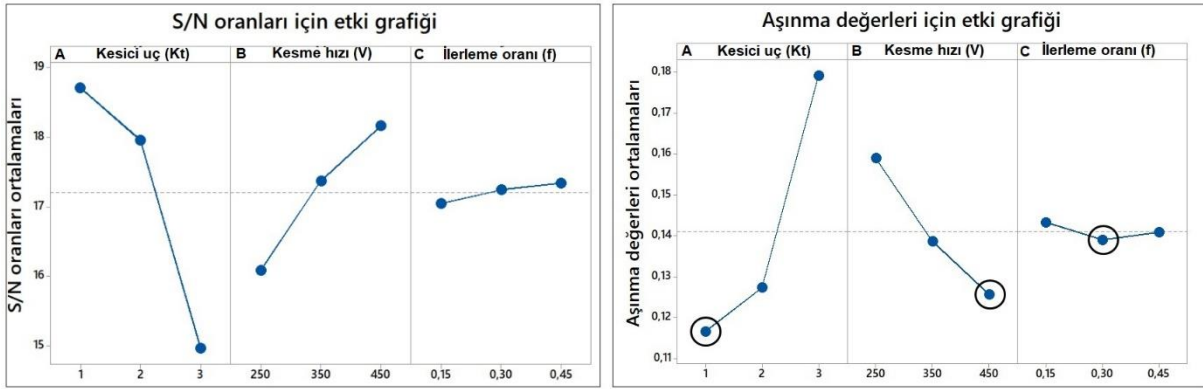 S/N oranları için etki grafiği
A Kesici uç (Kt) B Kesme hızı (V) C İlerleme oranı (f)
S/N oranları ortalamaları
19
18
17
16
15
1 2 3 250 350 450 0,15 0,30 0,45
Aşınma değerleri için etki grafiği
A Kesici uç (Kt) B Kesme hızı (V) C İlerleme oranı (f)
Aşınma değerleri ortalamaları
0,18
0,17
0,16
0,15
0,14
0,13
0,12
0,11
1 2 3 250 350 450 0,15 0,30 0,45